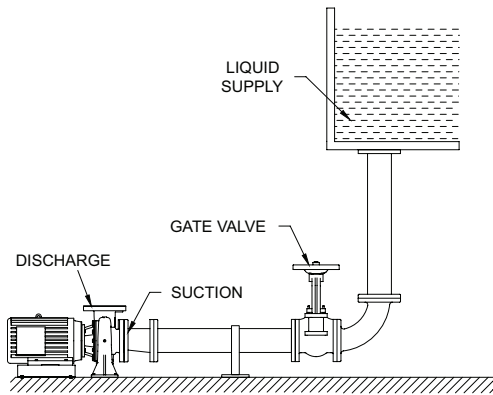 LIQUID
SUPPLY
GATE VALVE
DISCHARGE
SUCTION